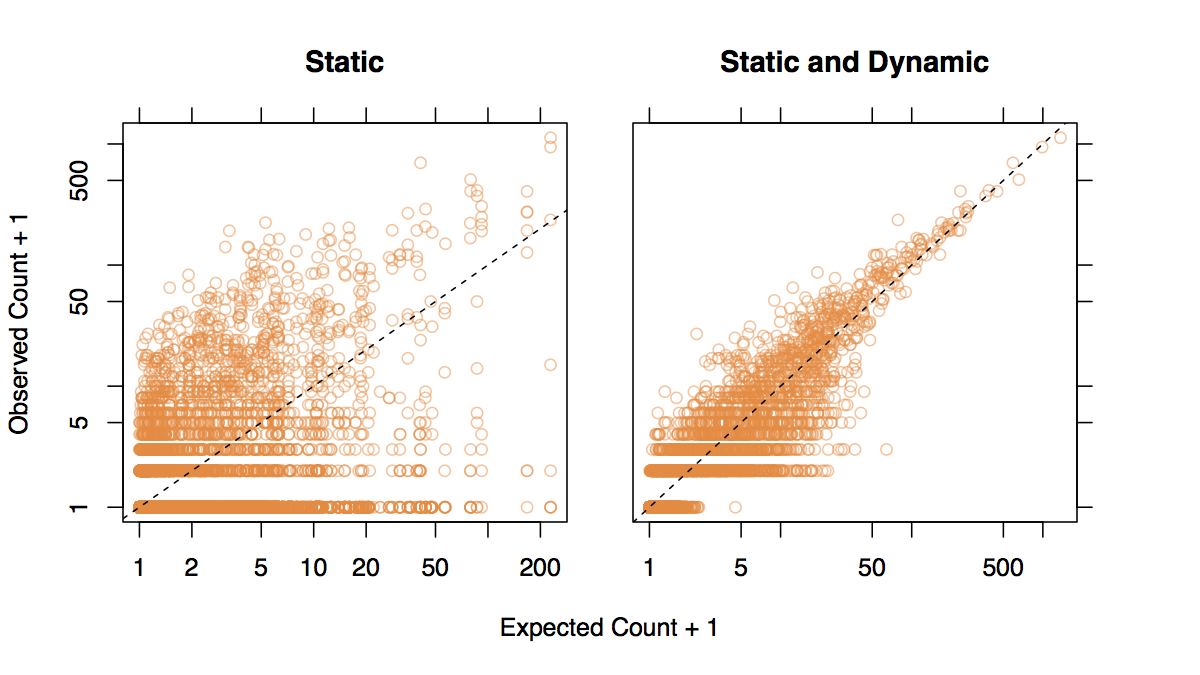 Static
Static and Dynamic
Observed Count + 1
500
50
5
1
1 2 5 10 20 50 200
1 5 50 500
Expected Count + 1